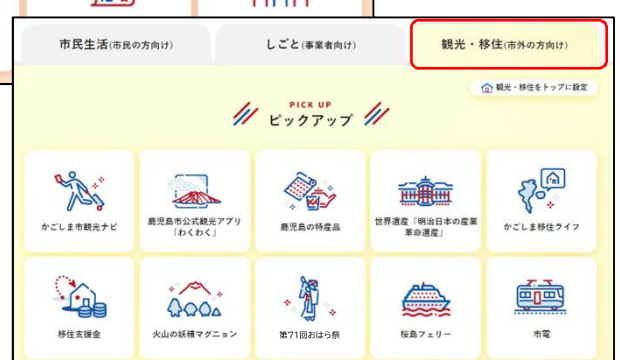 市民生活(市民の方向け)
しごと(事業者向け)
観光・移住(市外の方向け)
観光・移住をトップに設定
PICK UP
ピックアップ
かごしま市観光ナビ
鹿児島市公式観光アプリ
「わくわく」
鹿児島の特産品
世界遺産「明治日本の産業
革命遺産」
かごしま移住ライフ
移住支援金
火山の妖精マグニョン
第71回おはら祭
桜島フェリー
市電